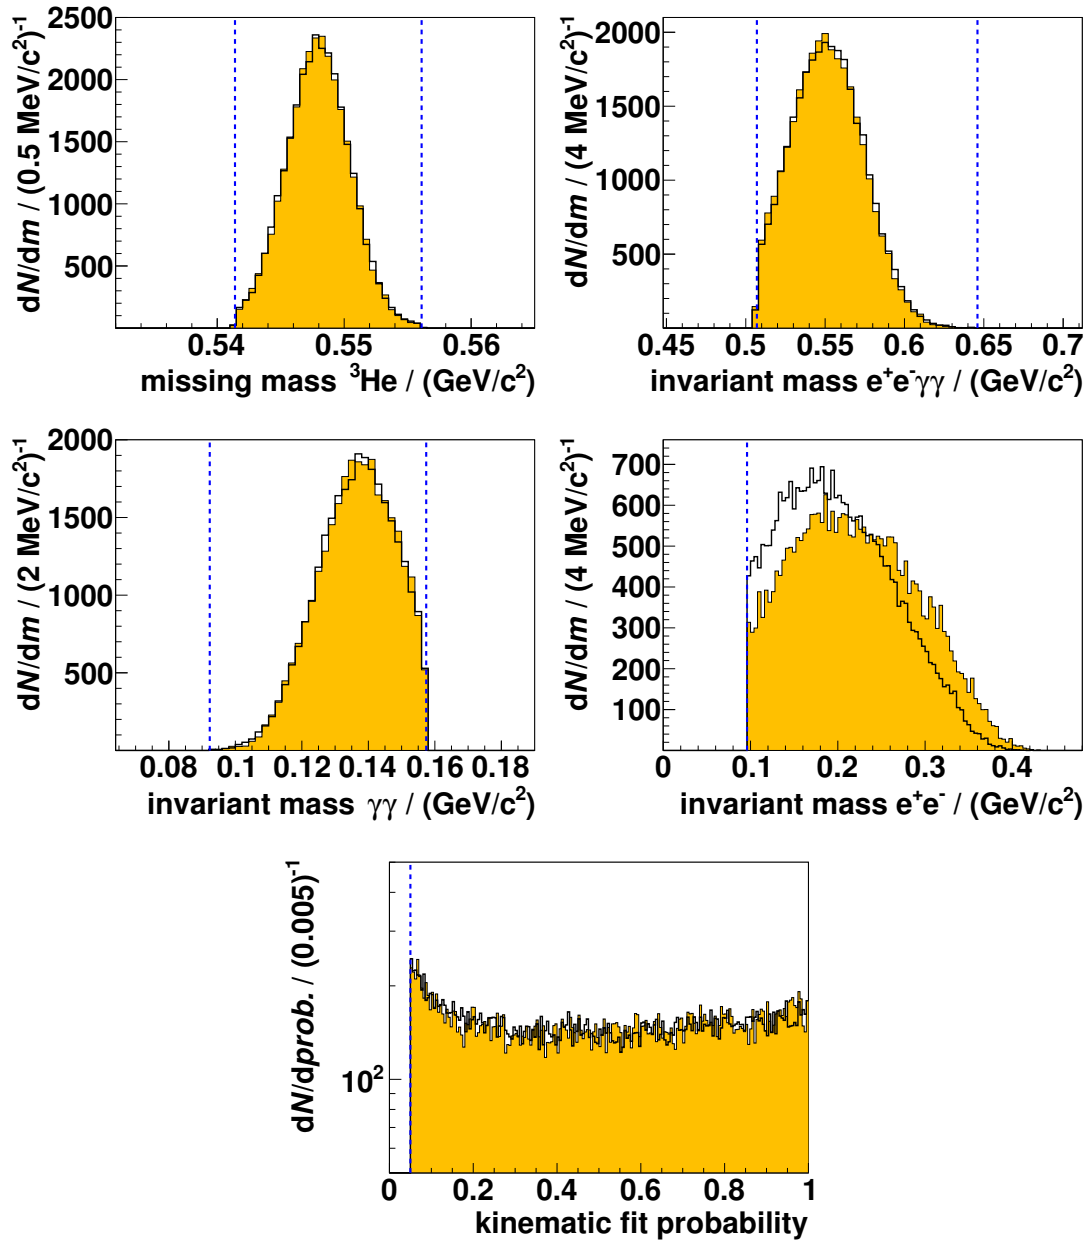 dN/dm / (0.5 MeV/c²)⁻¹
2500
2000
1500
1000
500
0.54 0.55 0.56
missing mass ³He / (GeV/c²)
dN/dm / (4 MeV/c²)⁻¹
2000
1500
1000
500
0.45 0.5 0.55 0.6 0.65 0.7
invariant mass e⁺e⁻γγ / (GeV/c²)
dN/dm / (2 MeV/c²)⁻¹
2000
1500
1000
500
0.08 0.1 0.12 0.14 0.16 0.18
invariant mass γγ / (GeV/c²)
dN/dm / (4 MeV/c²)⁻¹
700
600
500
400
300
200
100
0 0.1 0.2 0.3 0.4
invariant mass e⁺e⁻ / (GeV/c²)
dN/dprob. / (0.005)⁻¹
10²
0 0.2 0.4 0.6 0.8 1
kinematic fit probability